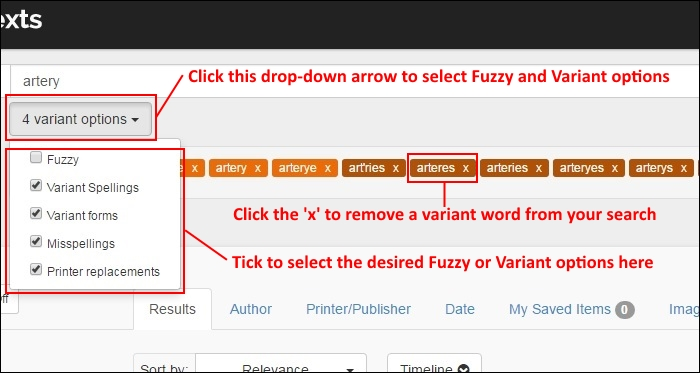 exts
artery
Click this drop-down arrow to select Fuzzy and Variant options
4 variant options
Fuzzy
Variant Spellings
Variant forms
Misspellings
Printer replacements
e x artery x arterye x art'ries x arteres x arteries x arteryes x arterys x
Click the 'x' to remove a variant word from your search
Tick to select the desired Fuzzy or Variant options here
Results Author Printer/Publisher Date My Saved Items 0 Imag
Sort by: Relevance Timeline